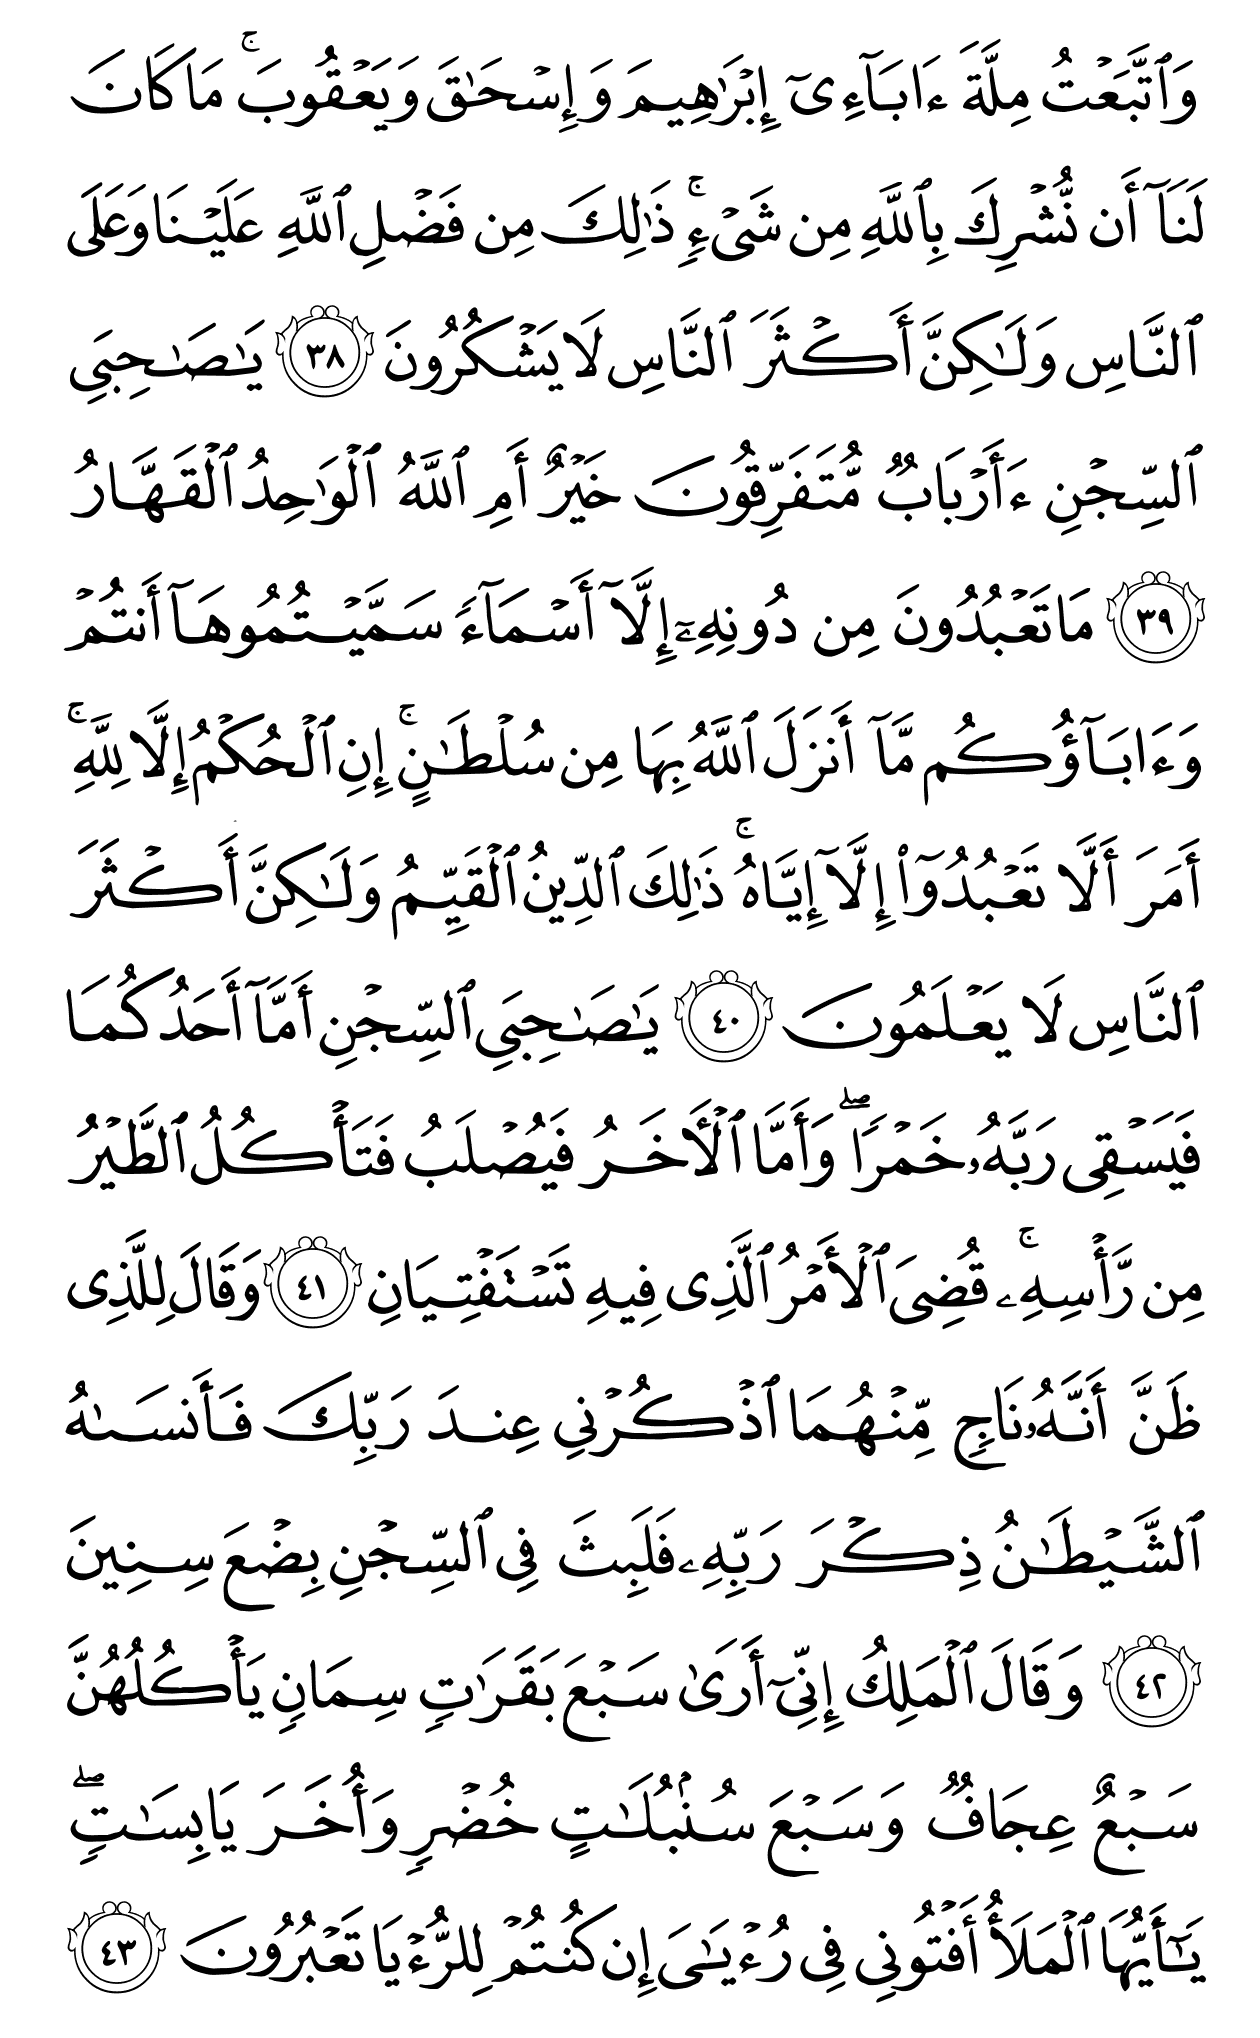 وَٱتَّبَعۡتُ مِلَّةَ ءَابَآءِيٓ إِبۡرَٰهِيمَ وَإِسۡحَٰقَ وَيَعۡقُوبَۚ مَا كَانَ
لَنَآ أَن نُّشۡرِكَ بِٱللَّهِ مِن شَيۡءٖۚ ذَٰلِكَ مِن فَضۡلِ ٱللَّهِ عَلَيۡنَا وَعَلَى
ٱلنَّاسِ وَلَٰكِنَّ أَكۡثَرَ ٱلنَّاسِ لَا يَشۡكُرُونَ ٣٨ يَٰصَٰحِبَيِ
ٱلسِّجۡنِ ءَأَرۡبَابٞ مُّتَفَرِّقُونَ خَيۡرٌ أَمِ ٱللَّهُ ٱلۡوَٰحِدُ ٱلۡقَهَّارُ
٣٩ مَا تَعۡبُدُونَ مِن دُونِهِۦٓ إِلَّآ أَسۡمَآءٗ سَمَّيۡتُمُوهَآ أَنتُمۡ
وَءَابَآؤُكُم مَّآ أَنزَلَ ٱللَّهُ بِهَا مِن سُلۡطَٰنٍۚ إِنِ ٱلۡحُكۡمُ إِلَّا لِلَّهِۚ
أَمَرَ أَلَّا تَعۡبُدُوٓاْ إِلَّآ إِيَّاهُۚ ذَٰلِكَ ٱلدِّينُ ٱلۡقَيِّمُ وَلَٰكِنَّ أَكۡثَرَ
ٱلنَّاسِ لَا يَعۡلَمُونَ ٤٠ يَٰصَٰحِبَيِ ٱلسِّجۡنِ أَمَّآ أَحَدُكُمَا
فَيَسۡقِي رَبَّهُۥ خَمۡرٗاۖ وَأَمَّا ٱلۡأٓخَرُ فَيُصۡلَبُ فَتَأۡكُلُ ٱلطَّيۡرُ
مِن رَّأۡسِهِۦۚ قُضِيَ ٱلۡأَمۡرُ ٱلَّذِي فِيهِ تَسۡتَفۡتِيَانِ ٤١ وَقَالَ لِلَّذِي
ظَنَّ أَنَّهُۥ نَاجٖ مِّنۡهُمَا ٱذۡكُرۡنِي عِندَ رَبِّكَ فَأَنسَىٰهُ
ٱلشَّيۡطَٰنُ ذِكۡرَ رَبِّهِۦ فَلَبِثَ فِي ٱلسِّجۡنِ بِضۡعَ سِنِينَ
٤٢ وَقَالَ ٱلۡمَلِكُ إِنِّيٓ أَرَىٰ سَبۡعَ بَقَرَٰتٖ سِمَانٖ يَأۡكُلُهُنَّ
سَبۡعٌ عِجَافٞ وَسَبۡعَ سُنۢبُلَٰتٍ خُضۡرٖ وَأُخَرَ يَابِسَٰتٖۖ
يَٰٓأَيُّهَا ٱلۡمَلَأُ أَفۡتُونِي فِي رُءۡيَٰيَ إِن كُنتُمۡ لِلرُّءۡيَا تَعۡبُرُونَ ٤٣